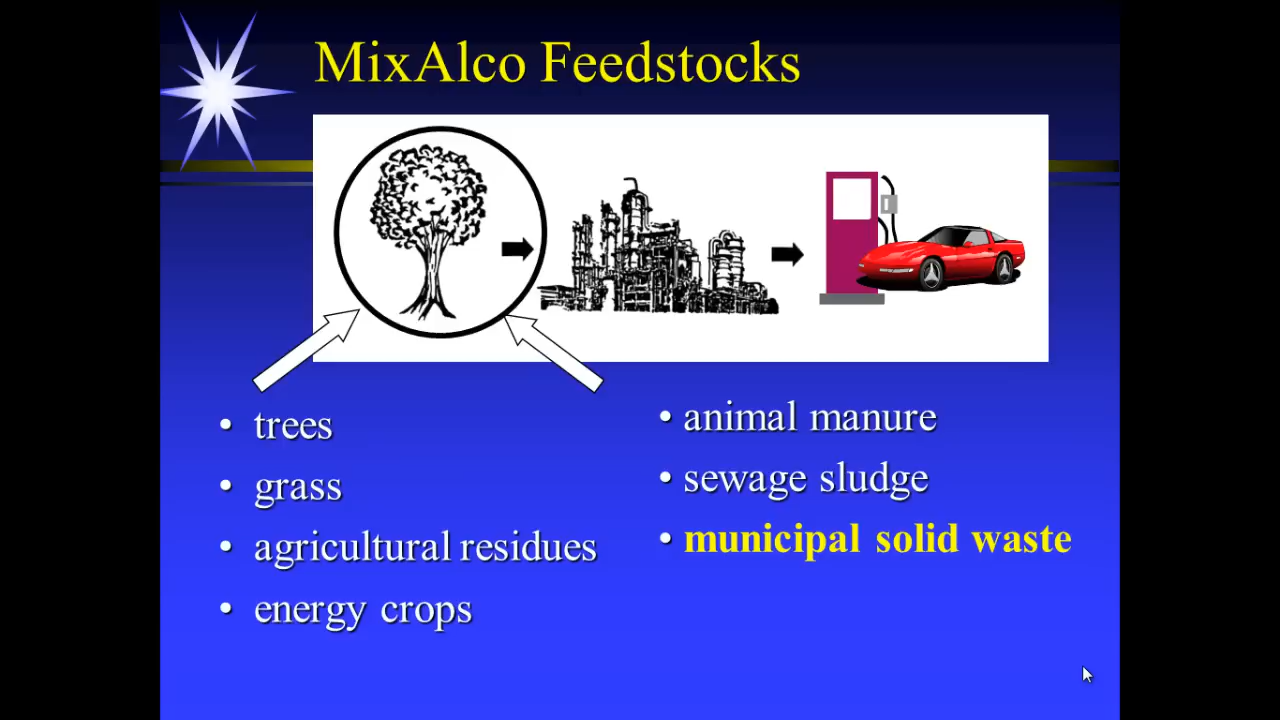 MixAlco Feedstocks
• trees
• grass
• agricultural residues
• energy crops
• animal manure
• sewage sludge
• municipal solid waste